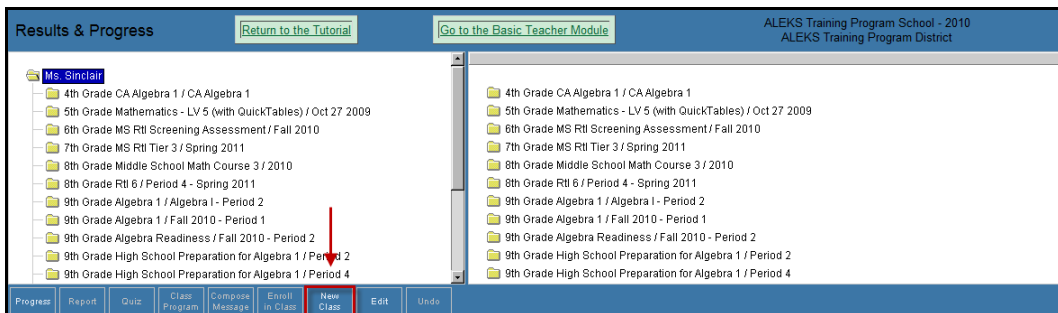 Results & Progress
Return to the Tutorial
Go to the Basic Teacher Module
ALEKS Training Program School - 2010
ALEKS Training Program District
Ms. Sinclair
4th Grade CA Algebra 1 / CA Algebra 1
5th Grade Mathematics - LV 5 (with QuickTables) / Oct 27 2009
6th Grade MS RtI Screening Assessment / Fall 2010
7th Grade MS RtI Tier 3 / Spring 2011
8th Grade Middle School Math Course 3 / 2010
8th Grade RtI 6 / Period 4 - Spring 2011
9th Grade Algebra 1 / Algebra I - Period 2
9th Grade Algebra 1 / Fall 2010 - Period 1
9th Grade Algebra Readiness / Fall 2010 - Period 2
9th Grade High School Preparation for Algebra 1 / Period 2
9th Grade High School Preparation for Algebra 1 / Period 4
4th Grade CA Algebra 1 / CA Algebra 1
5th Grade Mathematics - LV 5 (with QuickTables) / Oct 27 2009
6th Grade MS RtI Screening Assessment / Fall 2010
7th Grade MS RtI Tier 3 / Spring 2011
8th Grade Middle School Math Course 3 / 2010
8th Grade RtI 6 / Period 4 - Spring 2011
9th Grade Algebra 1 / Algebra I - Period 2
9th Grade Algebra 1 / Fall 2010 - Period 1
9th Grade Algebra Readiness / Fall 2010 - Period 2
9th Grade High School Preparation for Algebra 1 / Period 2
9th Grade High School Preparation for Algebra 1 / Period 4
Progress
Report
Quiz
Class
Program
Compose
Message
Enroll
in Class
New
Class
Edit
Undo